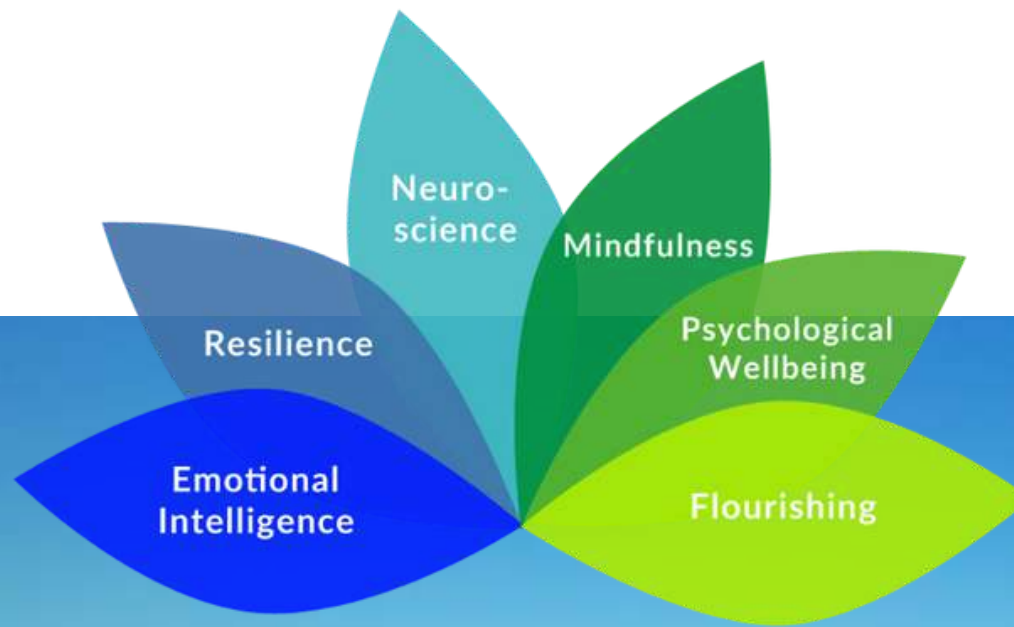 Neuro-
science
Mindfulness
Resilience
Psychological
Wellbeing
Emotional
Intelligence
Flourishing